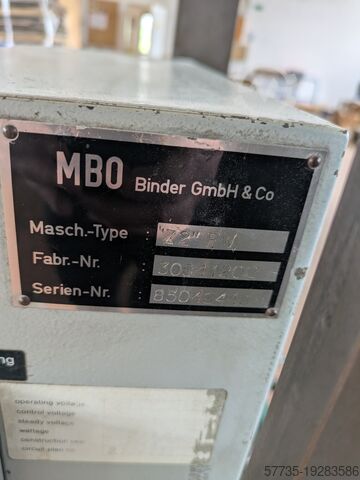 MBO Binder GmbH & Co
Masch.-Type
Fabr.-Nr.
Serien-Nr.
ng
operating voltage
control voltage
steady voltage
wattage
construction year
circuit plan no
57735-19283586